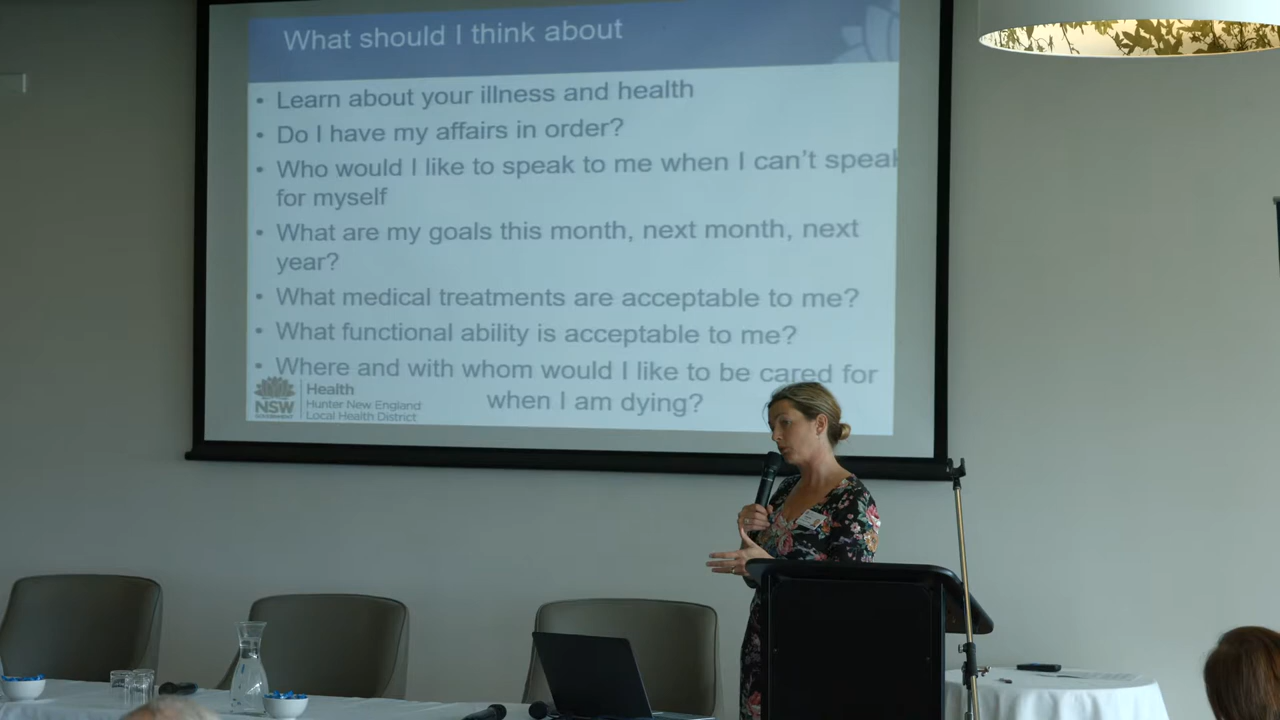 What should I think about
• Learn about your illness and health
• Do I have my affairs in order?
• Who would I like to speak to me when I can't speak
for myself
• What are my goals this month, next month, next
year?
• What medical treatments are acceptable to me?
• What functional ability is acceptable to me?
• Where and with whom would I like to be cared for
when I am dying?
NSW
GOVERNMENT
Health
Hunter New England
Local Health District